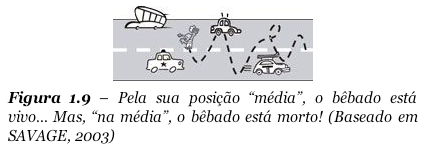 Figura 1.9 – Pela sua posição “média”, o bêbado está
vivo... Mas, “na média”, o bêbado está morto! (Baseado em
SAVAGE, 2003)